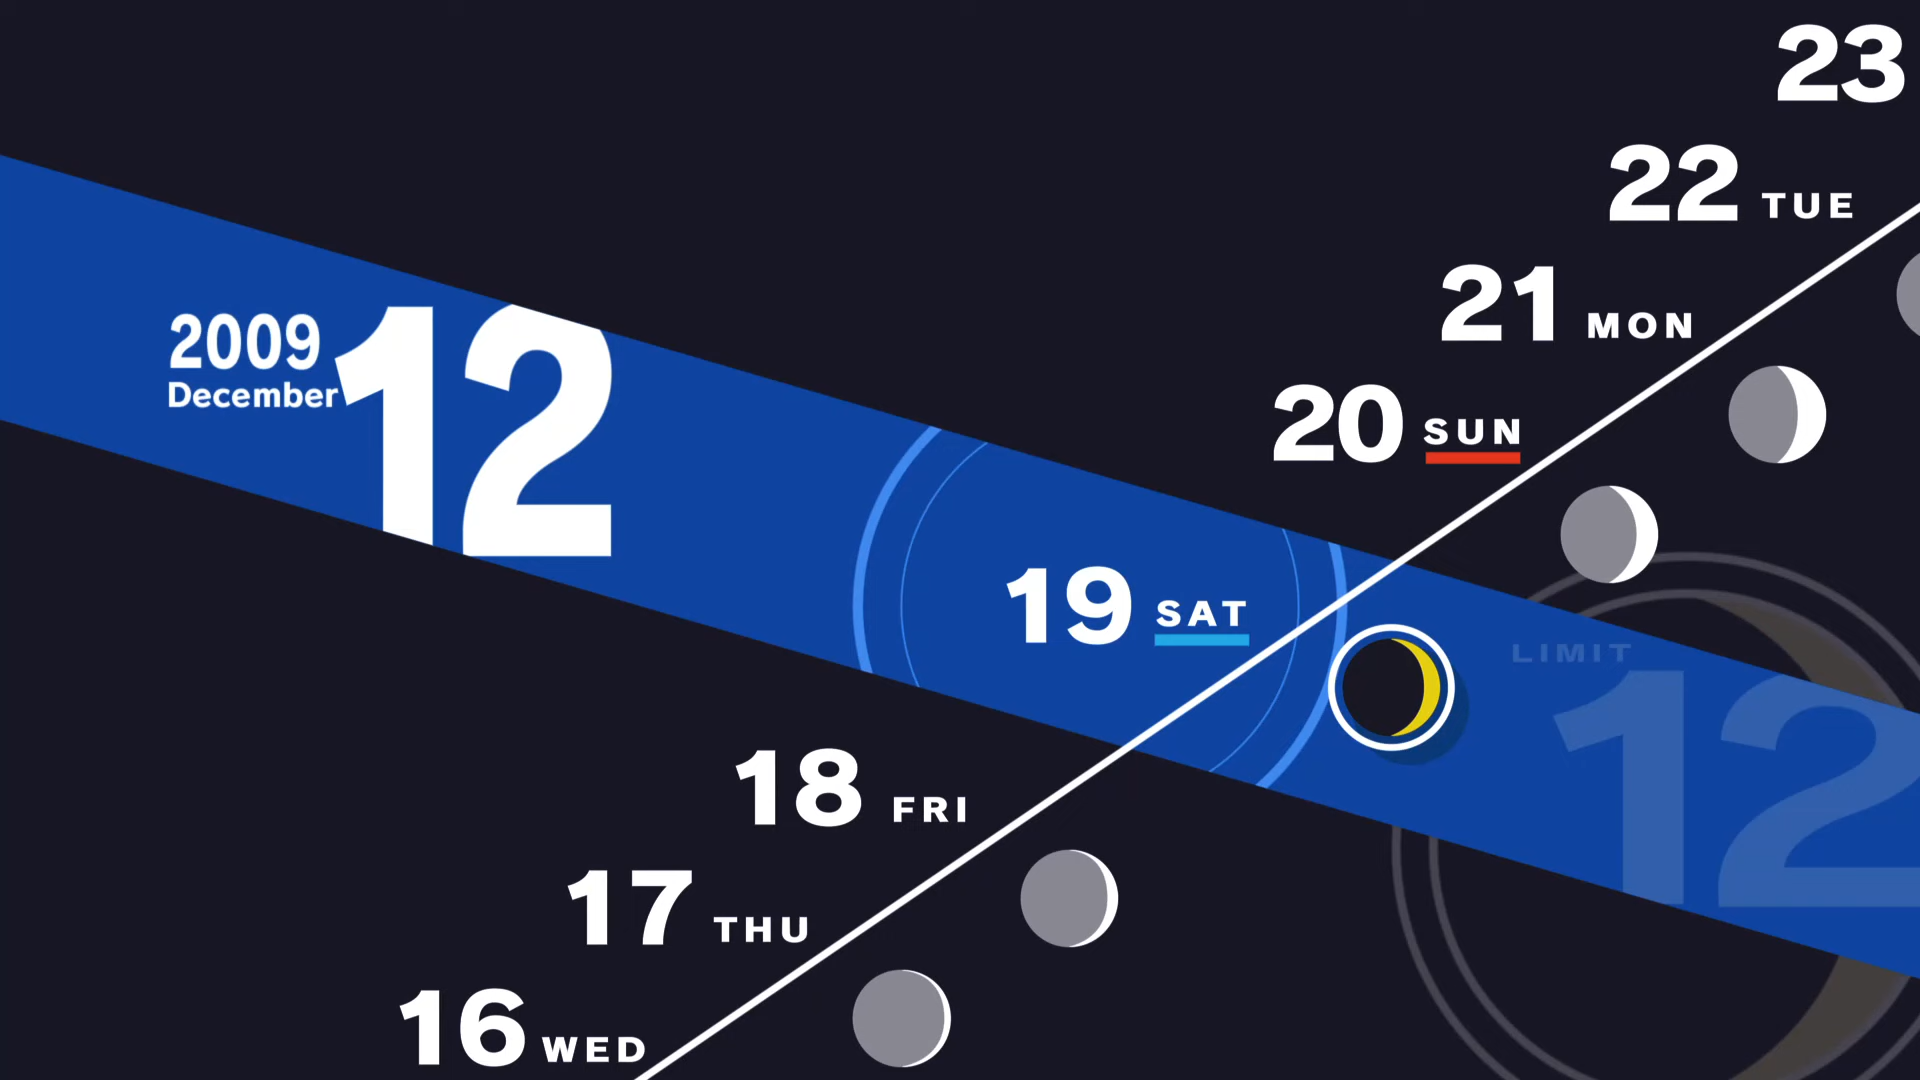 23
22 TUE
21 MON
20 SUN
2009
December
12
19 SAT
LIMIT
12
18 FRI
17 THU
16 WED